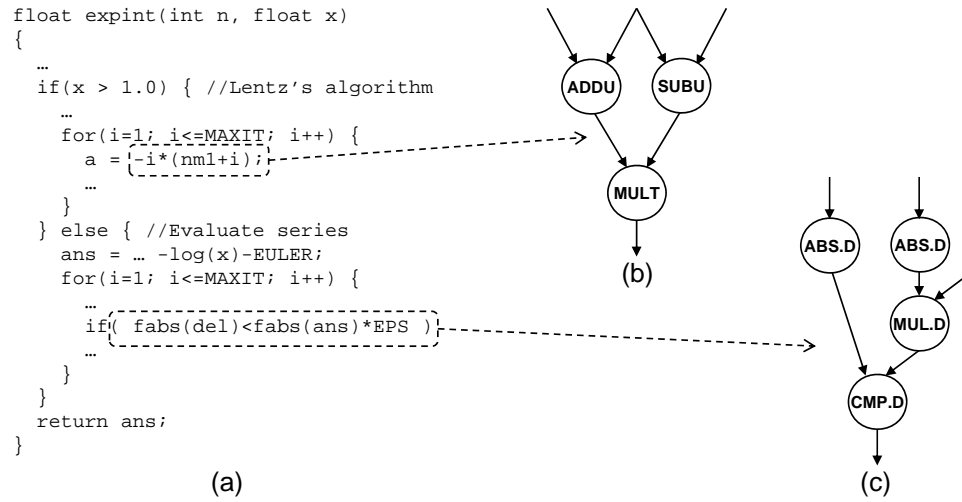 float expint(int n, float x)
{
…
if(x > 1.0) { //Lentz's algorithm
…
for(i=1; i<=MAXIT; i++) {
a = -i*(nm1+i);
…
}
} else { //Evaluate series
ans = … -log(x)-EULER;
for(i=1; i<=MAXIT; i++) {
…
if( fabs(del)<fabs(ans)*EPS )
…
}
}
return ans;
}
(a)
ADDU
SUBU
MULT
(b)
ABS.D
ABS.D
MUL.D
CMP.D
(c)